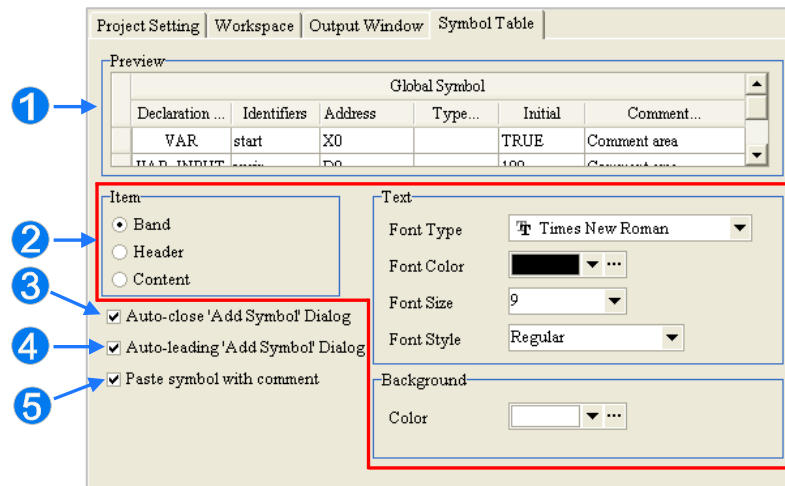 Project Setting Workspace Output Window Symbol Table
Preview
1
Global Symbol
Declaration ... Identifiers Address Type... Initial Comment...
VAR start X0 TRUE Comment area
Item
Band
Header
Content
2
Text
Font Type Times New Roman
Font Color
Font Size 9
Font Style Regular
3
Auto-close 'Add Symbol' Dialog
4
Auto-leading 'Add Symbol' Dialog
5
Paste symbol with comment
Background
Color